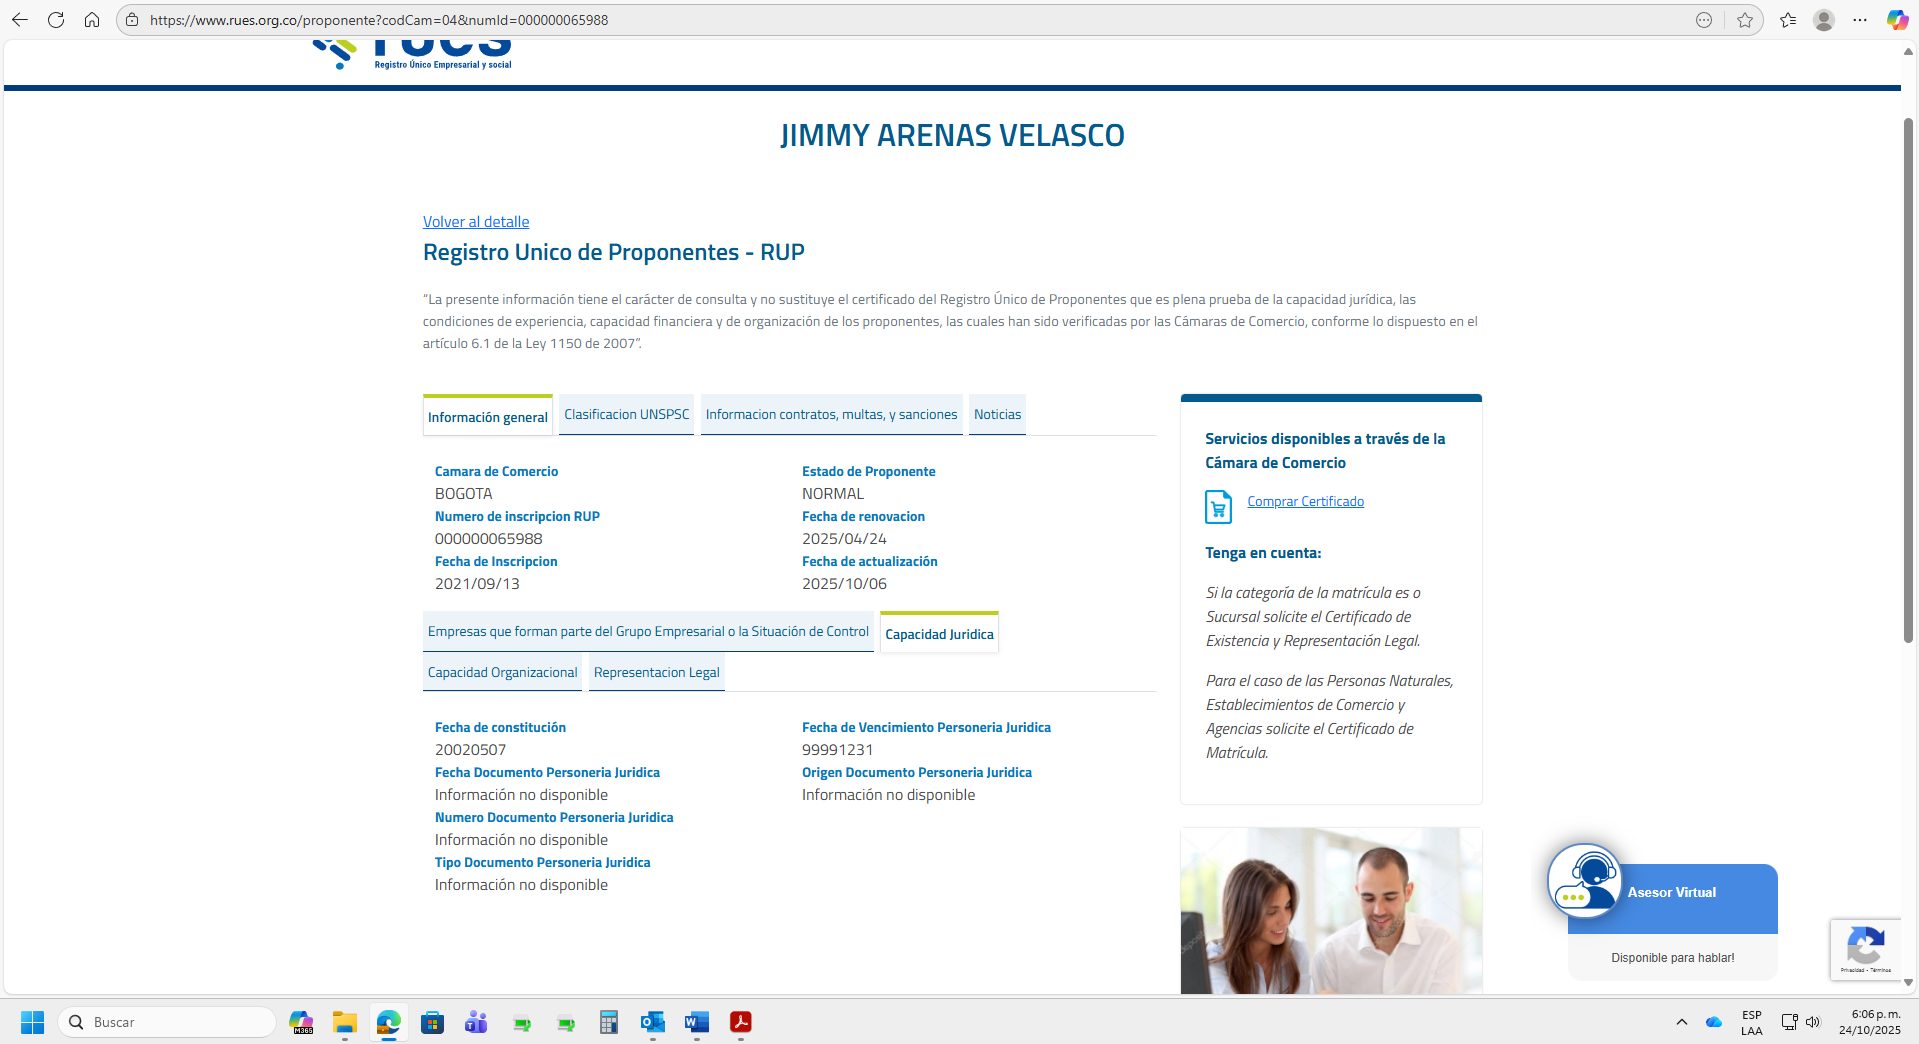 https://www.rues.org.co/proponente?codCam=04&numId=000000065988
rues
Registro Único Empresarial y social
JIMMY ARENAS VELASCO
Volver al detalle
Registro Unico de Proponentes - RUP
“La presente información tiene el carácter de consulta y no sustituye el certificado del Registro Único de Proponentes que es plena prueba de la capacidad jurídica, las
condiciones de experiencia, capacidad financiera y de organización de los proponentes, las cuales han sido verificadas por las Cámaras de Comercio, conforme lo dispuesto en el
artículo 6.1 de la Ley 1150 de 2007”.
Información general
Clasificacion UNSPSC
Informacion contratos, multas, y sanciones
Noticias
Camara de Comercio
BOGOTA
Numero de inscripcion RUP
000000065988
Fecha de Inscripcion
2021/09/13
Estado de Proponente
NORMAL
Fecha de renovacion
2025/04/24
Fecha de actualización
2025/10/06
Empresas que forman parte del Grupo Empresarial o la Situación de Control
Capacidad Juridica
Capacidad Organizacional
Representacion Legal
Fecha de constitución
20020507
Fecha Documento Personeria Juridica
Información no disponible
Numero Documento Personeria Juridica
Información no disponible
Tipo Documento Personeria Juridica
Información no disponible
Fecha de Vencimiento Personeria Juridica
99991231
Origen Documento Personeria Juridica
Información no disponible
Servicios disponibles a través de la
Cámara de Comercio
Comprar Certificado
Tenga en cuenta:
Si la categoría de la matrícula es o
Sucursal solicite el Certificado de
Existencia y Representación Legal.
Para el caso de las Personas Naturales,
Establecimientos de Comercio y
Agencias solicite el Certificado de
Matrícula.
Asesor Virtual
Disponible para hablar!
Privacidad - Términos
Buscar
M365
ESP
LAA
6:06 p. m.
24/10/2025